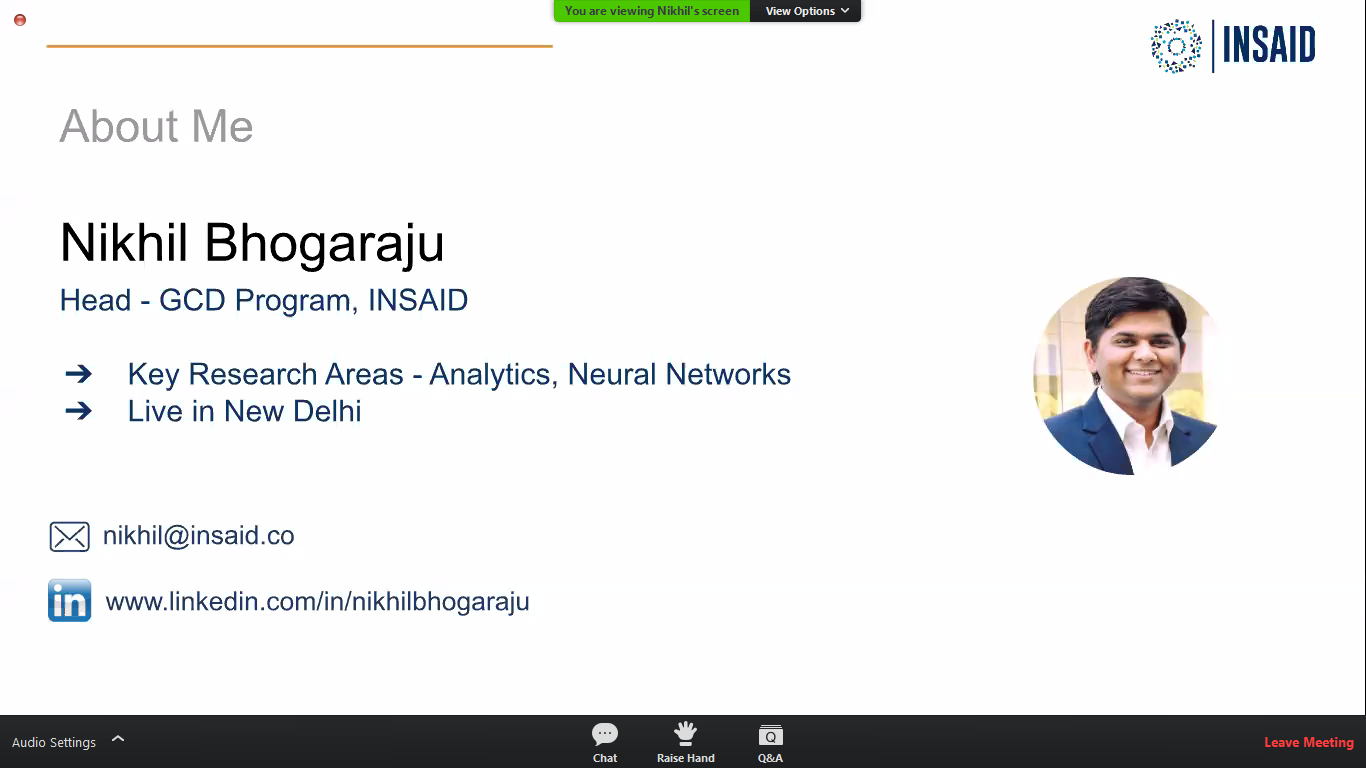 You are viewing Nikhil's screen View Options
INSAID
About Me
Nikhil Bhogaraju
Head - GCD Program, INSAID
➔ Key Research Areas - Analytics, Neural Networks
➔ Live in New Delhi
nikhil@insaid.co
in www.linkedin.com/in/nikhilbhogaraju
Audio Settings Chat Raise Hand Q Q&A Leave Meeting